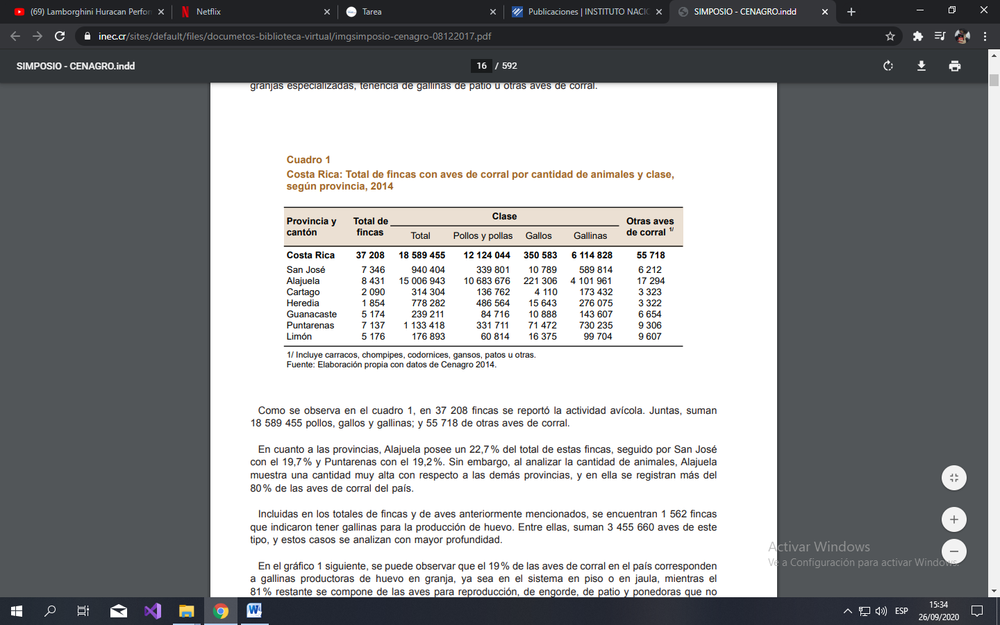 (69) Lamborghini Huracan Perfor
Netflix
Tarea
Publicaciones | INSTITUTO NACIO
SIMPOSIO - CENAGRO.indd
inec.cr/sites/default/files/documetos-biblioteca-virtual/imgsimposio-cenagro-08122017.pdf
SIMPOSIO - CENAGRO.indd
16 / 592
granjas especializadas, tenencia de gallinas de patio u otras aves de corral.
Cuadro 1
Costa Rica: Total de fincas con aves de corral por cantidad de animales y clase,
según provincia, 2014
Provincia y cantón Total de fincas Clase Otras aves de corral 1/
Total Pollos y pollas Gallos Gallinas
Costa Rica 37 208 18 589 455 12 124 044 350 583 6 114 828 55 718
San José 7 346 940 404 339 801 10 789 589 814 6 212
Alajuela 8 431 15 006 943 10 683 676 221 306 4 101 961 17 294
Cartago 2 090 314 304 136 762 4 110 173 432 3 323
Heredia 1 854 778 282 486 564 15 643 276 075 3 322
Guanacaste 5 174 239 211 84 716 10 888 143 607 6 654
Puntarenas 7 137 1 133 418 331 711 71 472 730 235 9 306
Limón 5 176 176 893 60 814 16 375 99 704 9 607
1/ Incluye carracos, chompipes, codornices, gansos, patos u otras.
Fuente: Elaboración propia con datos de Cenagro 2014.
Como se observa en el cuadro 1, en 37 208 fincas se reportó la actividad avícola. Juntas, suman
18 589 455 pollos, gallos y gallinas; y 55 718 de otras aves de corral.
En cuanto a las provincias, Alajuela posee un 22,7% del total de estas fincas, seguido por San José
con el 19,7% y Puntarenas con el 19,2%. Sin embargo, al analizar la cantidad de animales, Alajuela
muestra una cantidad muy alta con respecto a las demás provincias, y en ella se registran más del
80% de las aves de corral del país.
Incluidas en los totales de fincas y de aves anteriormente mencionados, se encuentran 1 562 fincas
que indicaron tener gallinas para la producción de huevo. Entre ellas, suman 3 455 660 aves de este
tipo, y estos casos se analizan con mayor profundidad.
En el gráfico 1 siguiente, se puede observar que el 19% de las aves de corral en el país corresponden
a gallinas productoras de huevo en granja, ya sea en el sistema en piso o en jaula, mientras el
81% restante se compone de las aves para reproducción, de engorde, de patio y ponedoras que no
Activar Windows
Ve a Configuración para activar Windows.
ESP
15:34
26/09/2020